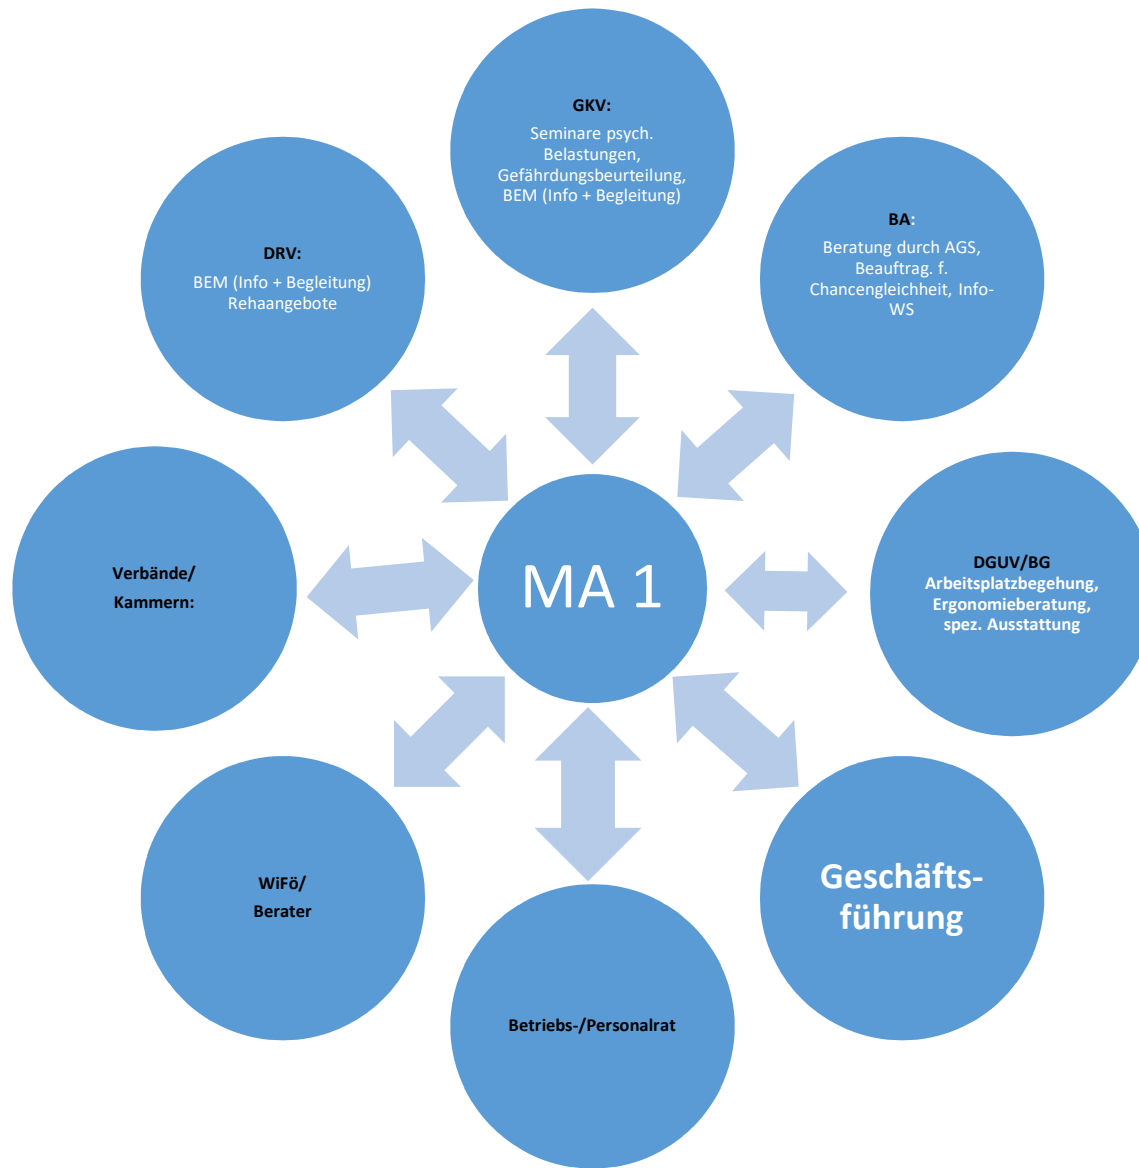 GKV:
Seminare psych.
Belastungen,
Gefährdungsbeurteilung,
BEM (Info + Begleitung)
BA:
Beratung durch AGS,
Beauftrag. f.
Chancengleichheit, Info-
WS
DRV:
BEM (Info + Begleitung)
Rehaangebote
Verbände/
Kammern:
MA 1
DGUV/BG
Arbeitsplatzbegehung,
Ergonomieberatung,
spez. Ausstattung
WiFö/
Berater
Geschäfts-
führung
Betriebs-/Personalrat